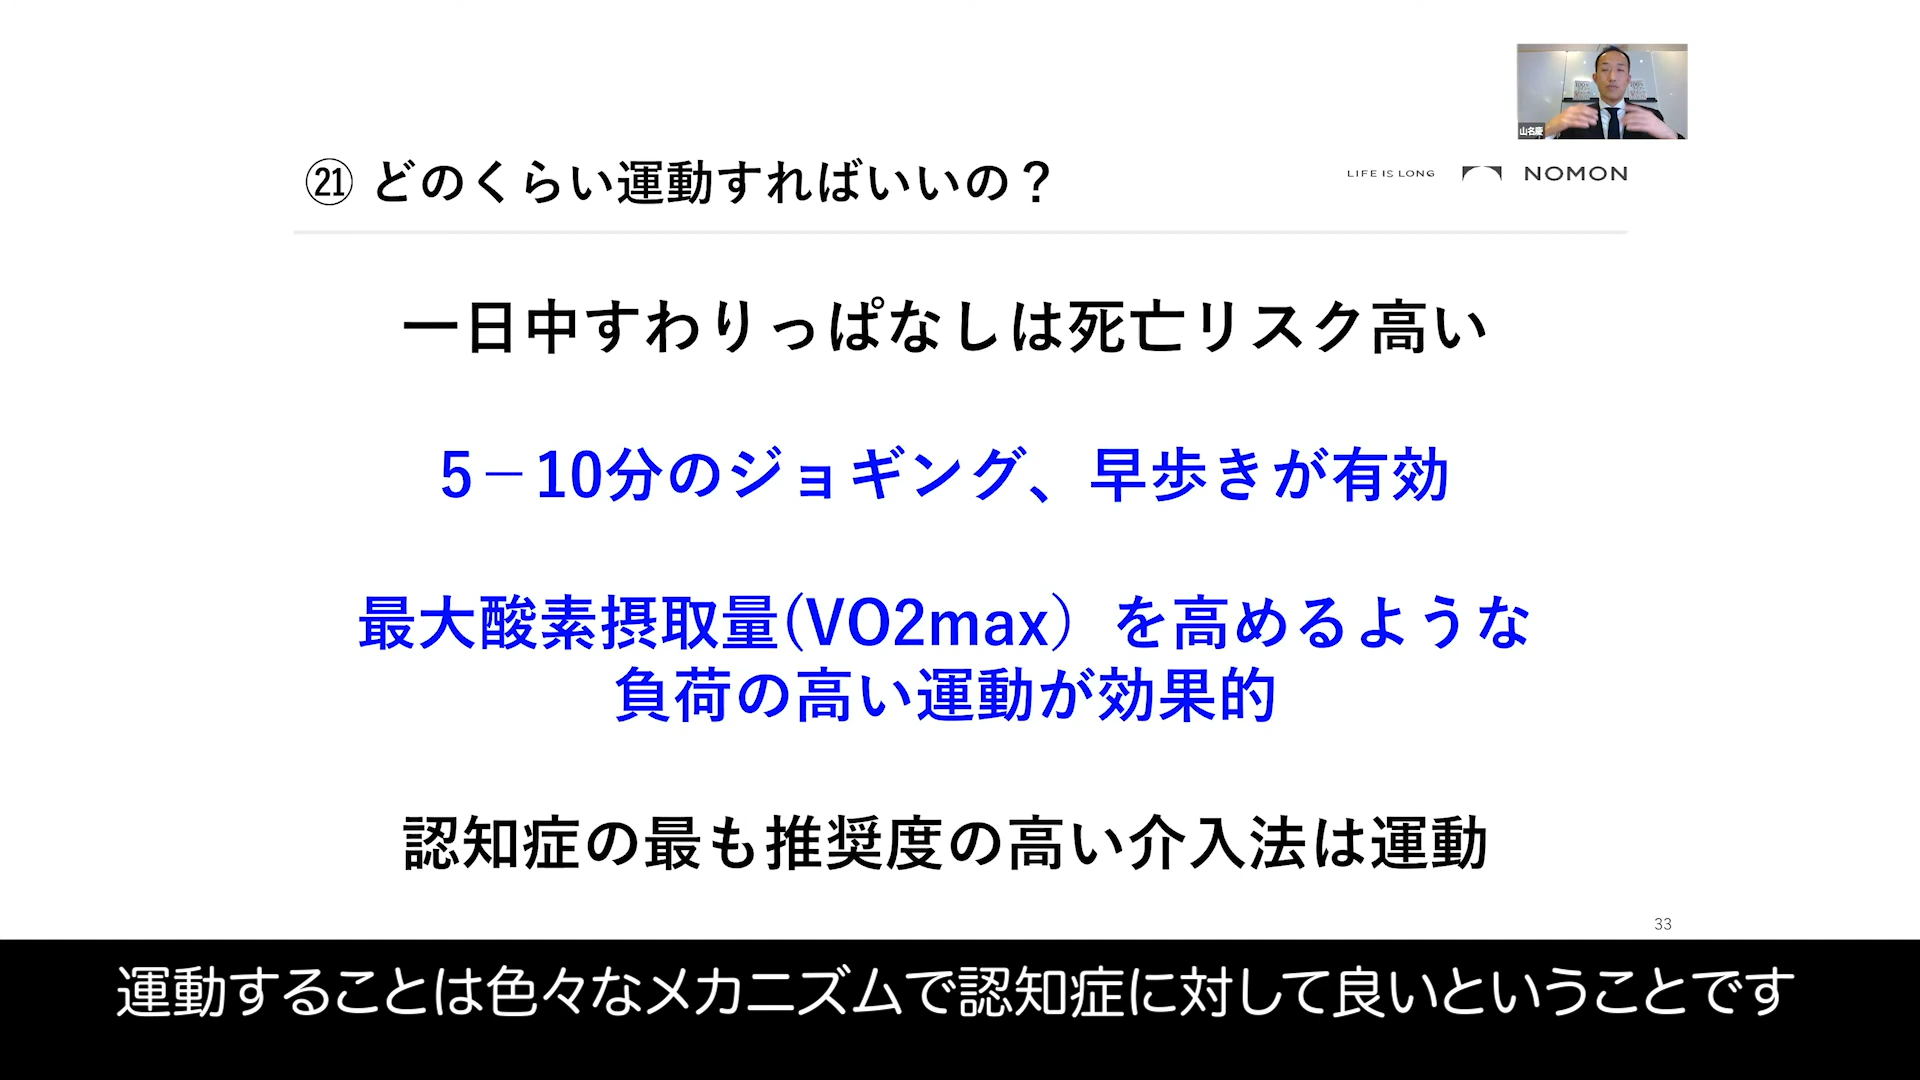 山名慶
㉑ どのくらい運動すればいいの？
LIFE IS LONG NOMON
一日中すわりっぱなしは死亡リスク高い
5－10分のジョギング、早歩きが有効
最大酸素摂取量(VO2max）を高めるような
負荷の高い運動が効果的
認知症の最も推奨度の高い介入法は運動
33
運動することは色々なメカニズムで認知症に対して良いということです